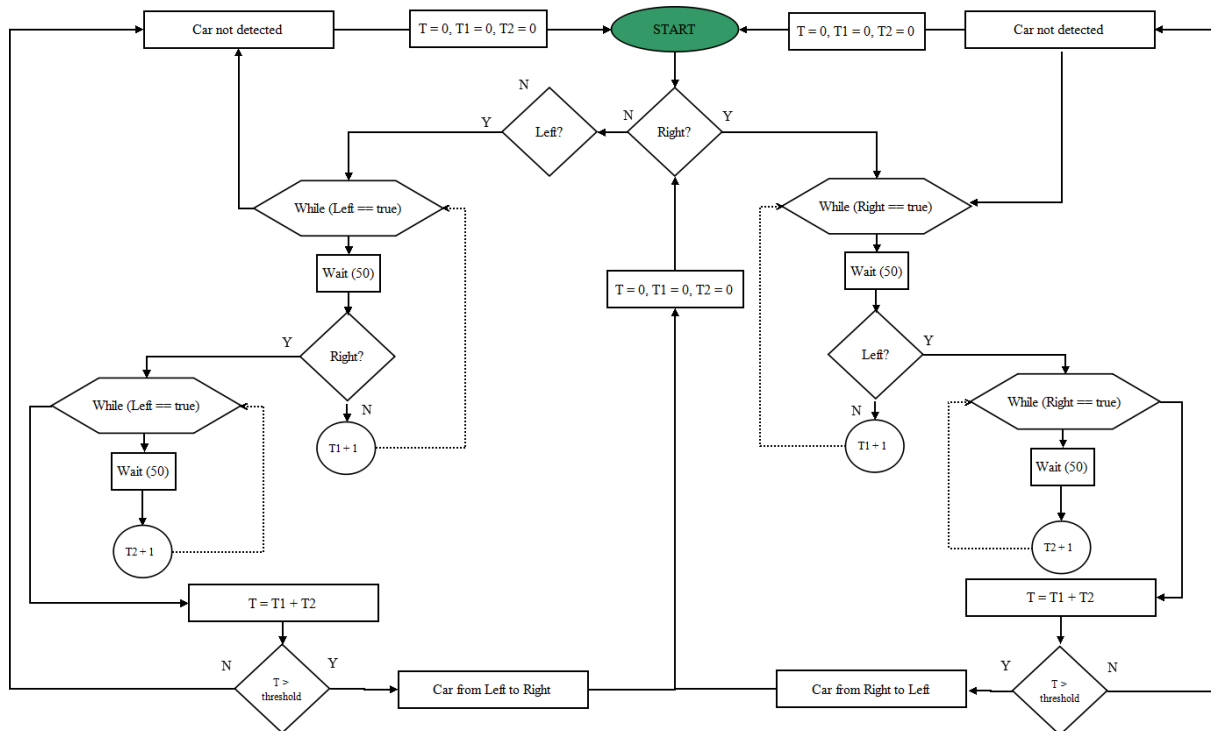 Car not detected
T = 0, T1 = 0, T2 = 0
START
T = 0, T1 = 0, T2 = 0
Car not detected
N
Y
Left?
N
Right?
Y
While (Left == true)
While (Right == true)
Wait (50)
Wait (50)
T = 0, T1 = 0, T2 = 0
Y
Right?
Left?
Y
While (Left == true)
N
N
While (Right == true)
T1 + 1
T1 + 1
Wait (50)
Wait (50)
T2 + 1
T2 + 1
T = T1 + T2
T = T1 + T2
N
Y
Y
N
T >
threshold
Car from Left to Right
Car from Right to Left
T >
threshold